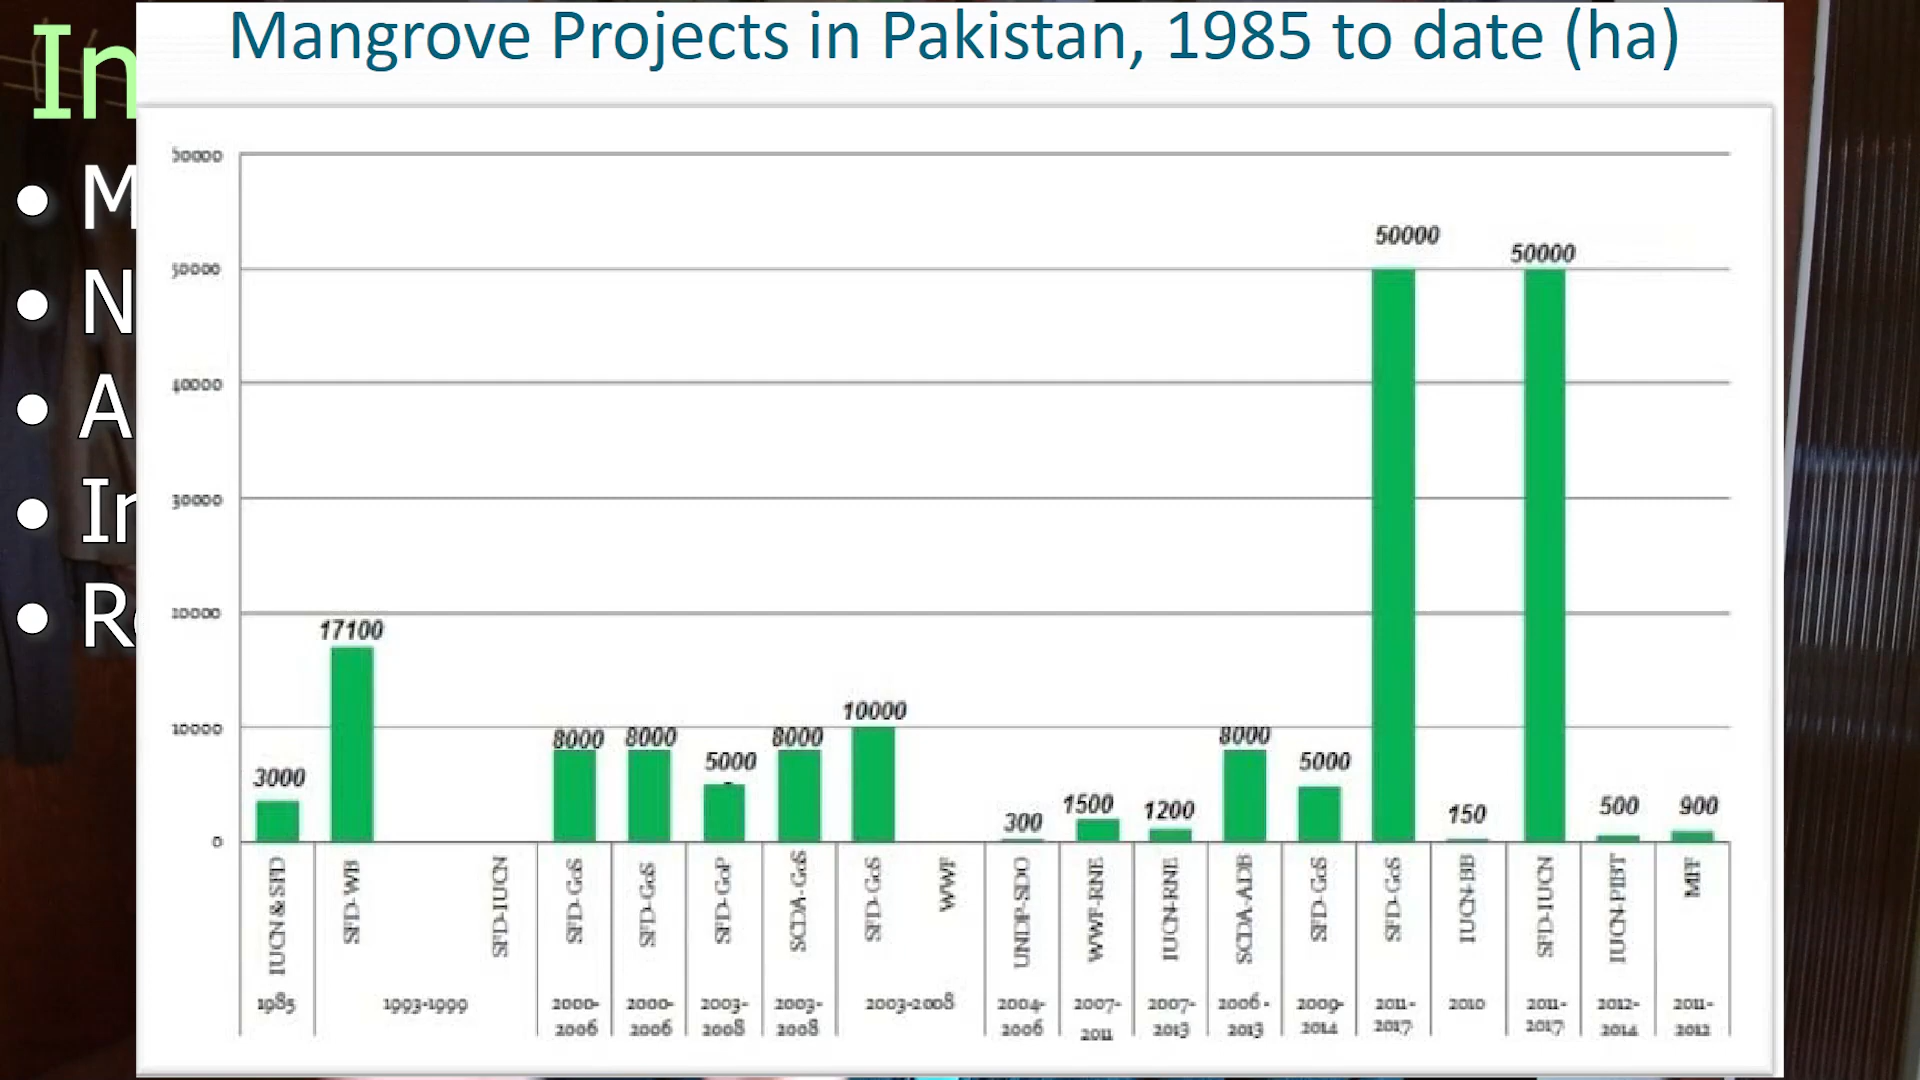 Mangrove Projects in Pakistan, 1985 to date (ha)
In
• M
• N
• A
• In
• R
60000
50000
40000
30000
20000
10000
0
3000
17100
8000
8000
5000
8000
10000
300
1500
1200
8000
5000
50000
150
50000
500
900
IUCN & SFD
SFD-WB
SFD-IUCN
SFD-GoS
SFD-GoS
SFD-GoP
SCDA-GoS
SFD-GoS
WWF
UNDP-SDO
WWF-RNE
IUCN-RNE
SCDA-ADB
SFD-GoS
SFD-GoS
IUCN-BB
SFD-IUCN
IUCN-PIBT
MFF
1985
1993-1999
2000-2006
2000-2006
2003-2008
2003-2008
2003-2008
2004-2006
2007-2011
2007-2013
2006-2013
2009-2014
2011-2017
2010
2011-2017
2012-2014
2011-2012